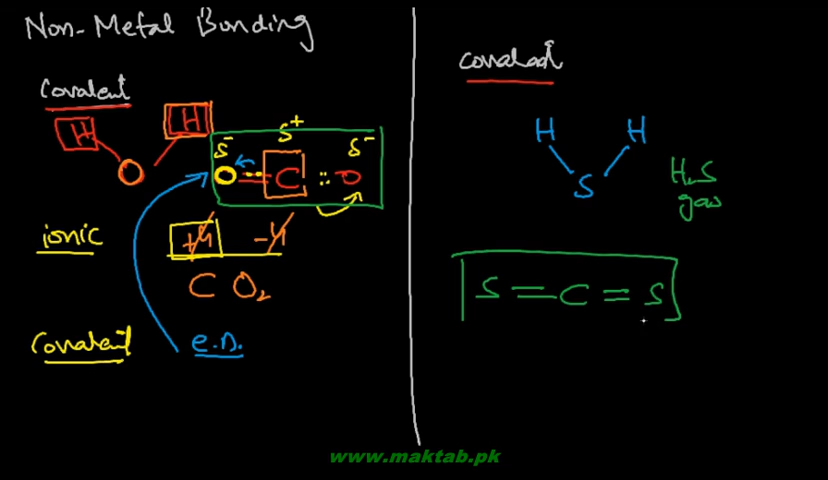 Non-Metal Bonding
Covalent
H H
O
δ- δ+ δ-
O = C :: O
ionic
+4 -4
C O2
Covalent
e.n.
covalent
H H
S
H2S
gas
S = C = S
www.maktab.pk